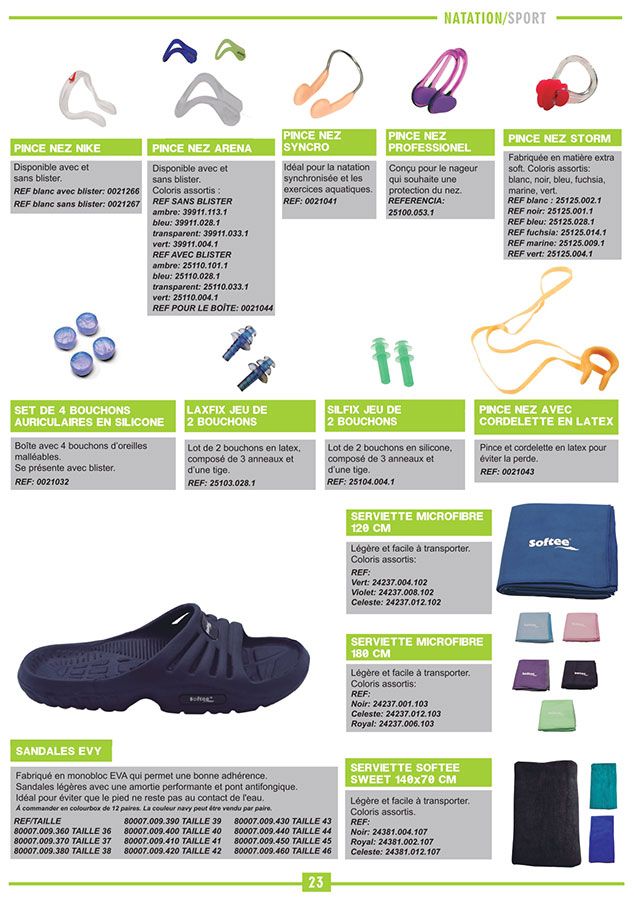 NATATION/SPORT
PINCE NEZ NIKE
Disponible avec et
sans blister.
REF blanc avec blister: 0021266
REF blanc sans blister: 0021267
PINCE NEZ ARENA
Disponible avec et
sans blister.
Coloris assortis :
REF SANS BLISTER
ambre: 39911.113.1
bleu: 39911.028.1
transparent: 39911.033.1
vert: 39911.004.1
REF AVEC BLISTER
ambre: 25110.101.1
bleu: 25110.028.1
transparent: 25110.033.1
vert: 25110.004.1
REF POUR LE BOÎTE: 0021044
PINCE NEZ
SYNCRO
Idéal pour la natation
synchronisée et les
exercices aquatiques.
REF: 0021041
PINCE NEZ
PROFESSIONEL
Conçu pour le nageur
qui souhaite une
protection du nez.
REFERENCIA:
25100.053.1
PINCE NEZ STORM
Fabriquée en matière extra
soft. Coloris assortis:
blanc, noir, bleu, fuchsia,
marine, vert.
REF blanc : 25125.002.1
REF noir: 25125.001.1
REF bleu: 25125.028.1
REF fuchsia: 25125.014.1
REF marine: 25125.009.1
REF vert: 25125.004.1
SET DE 4 BOUCHONS
AURICULAIRES EN SILICONE
Boîte avec 4 bouchons d'oreilles
malléables.
Se présente avec blister.
REF: 0021032
LAXFIX JEU DE
2 BOUCHONS
Lot de 2 bouchons en latex,
composé de 3 anneaux et
d'une tige.
REF: 25103.028.1
SILFIX JEU DE
2 BOUCHONS
Lot de 2 bouchons en silicone,
composé de 3 anneaux et
d'une tige.
REF: 25104.004.1
PINCE NEZ AVEC
CORDELETTE EN LATEX
Pince et cordelette en latex pour
éviter la perde.
REF: 0021043
SERVIETTE MICROFIBRE
120 CM
Légère et facile à transporter.
Coloris assortis:
REF:
Vert: 24237.004.102
Violet: 24237.008.102
Celeste: 24237.012.102
softee
SERVIETTE MICROFIBRE
180 CM
Légère et facile à transporter.
Coloris assortis:
REF:
Noir: 24237.001.103
Celeste: 24237.012.103
Royal: 24237.006.103
softee
SANDALES EVY
Fabriqué en monobloc EVA qui permet une bonne adhérence.
Sandales légères avec une amortie performante et pont antifongique.
Idéal pour éviter que le pied ne reste pas au contact de l'eau.
À commander en colourbox de 12 paires. La couleur navy peut être vendu par paire.
REF/TAILLE 80007.009.390 TAILLE 39 80007.009.430 TAILLE 43
80007.009.360 TAILLE 36 80007.009.400 TAILLE 40 80007.009.440 TAILLE 44
80007.009.370 TAILLE 37 80007.009.410 TAILLE 41 80007.009.450 TAILLE 45
80007.009.380 TAILLE 38 80007.009.420 TAILLE 42 80007.009.460 TAILLE 46
SERVIETTE SOFTEE
SWEET 140x70 CM
Légère et facile à transporter.
Coloris assortis.
REF:
Noir: 24381.004.107
Royal: 24381.002.107
Celeste: 24381.012.107
23